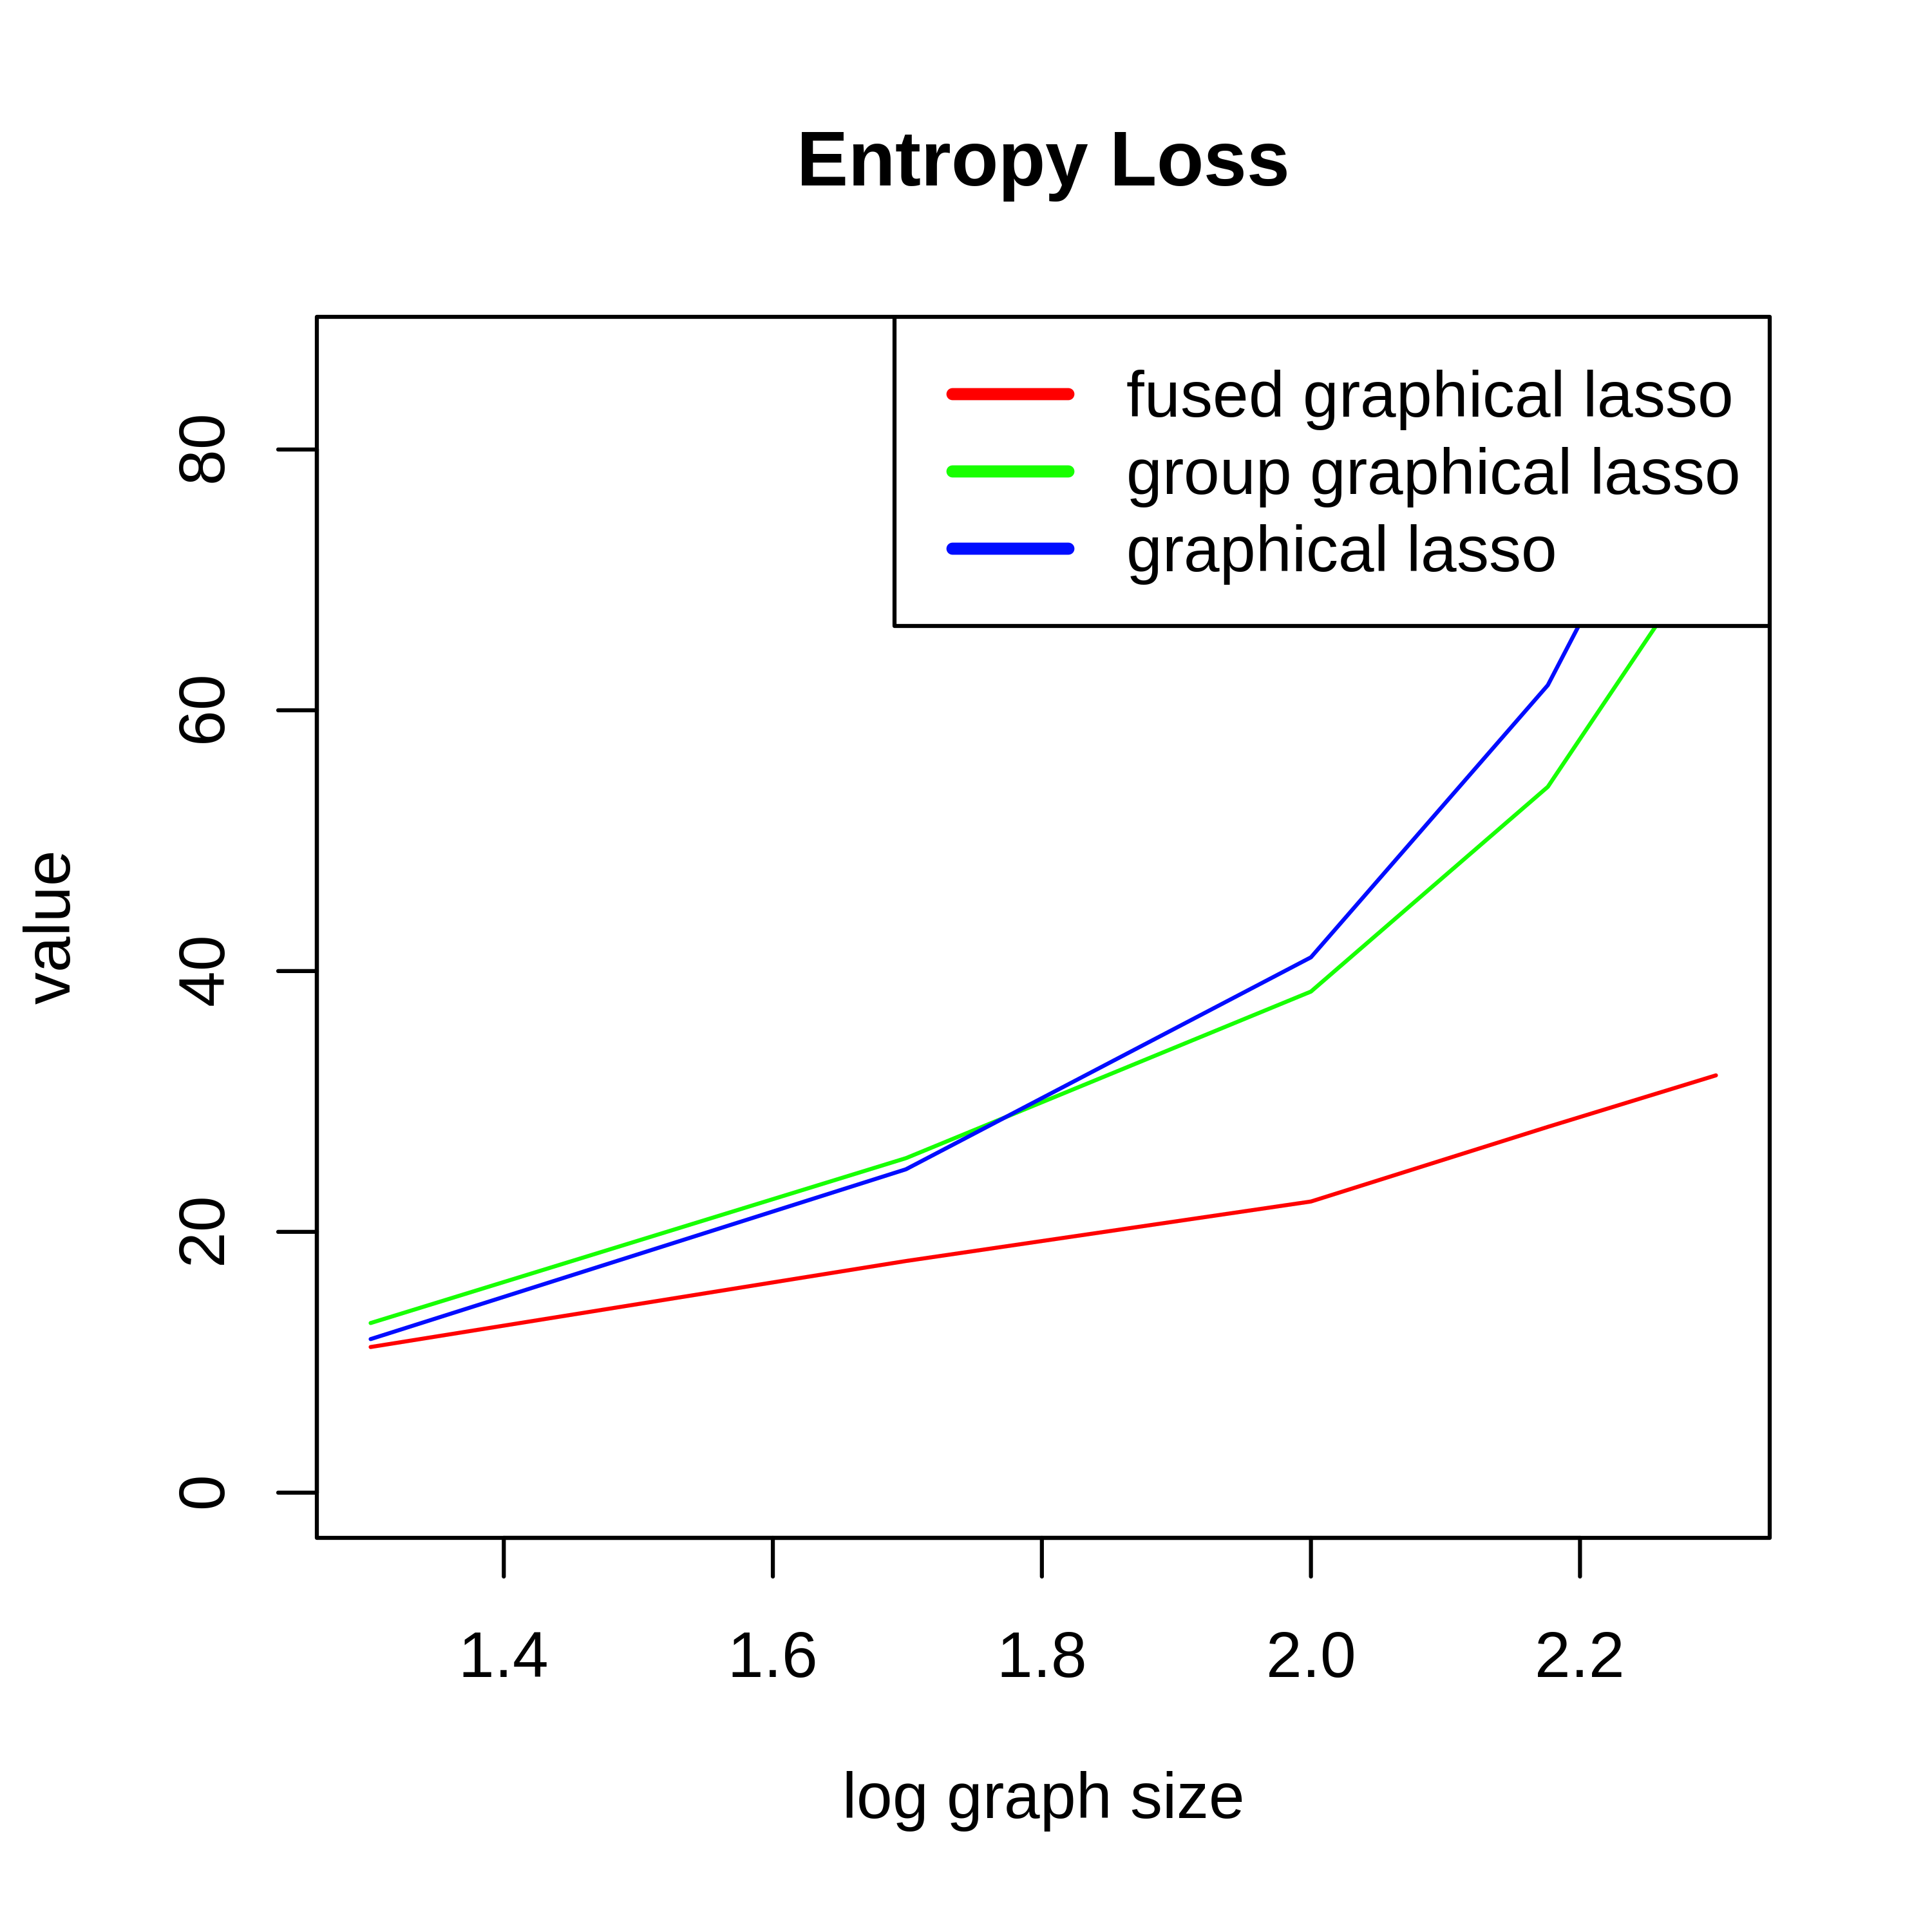 Entropy Loss
fused graphical lasso
group graphical lasso
graphical lasso
value
80
60
40
20
0
1.4 1.6 1.8 2.0 2.2
log graph size